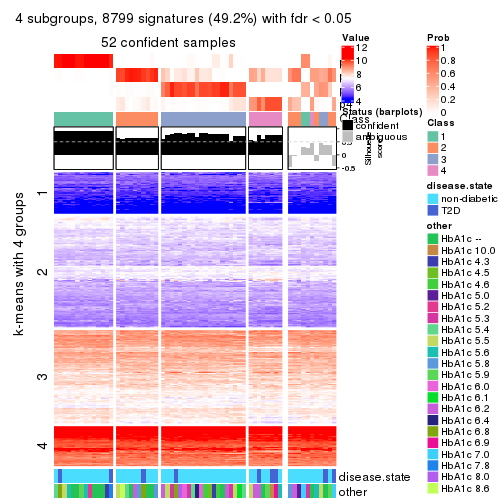 4 subgroups, 8799 signatures (49.2%) with fdr < 0.05
52 confident samples
k-means with 4 groups
1
2
3
4
Class
0.5
0
-0.5
Silhouette
score
disease.state
other
Value
12
10
8
6
4
Status (barplots)
confident
ambiguous
Prob
1
0.8
0.6
0.4
0.2
0
Class
1
2
3
4
disease.state
non-diabetic
T2D
other
HbA1c --
HbA1c 10.0
HbA1c 4.3
HbA1c 4.5
HbA1c 4.6
HbA1c 5.0
HbA1c 5.2
HbA1c 5.3
HbA1c 5.4
HbA1c 5.5
HbA1c 5.6
HbA1c 5.8
HbA1c 5.9
HbA1c 6.0
HbA1c 6.1
HbA1c 6.2
HbA1c 6.4
HbA1c 6.8
HbA1c 6.9
HbA1c 7.0
HbA1c 7.8
HbA1c 8.0
HbA1c 8.6